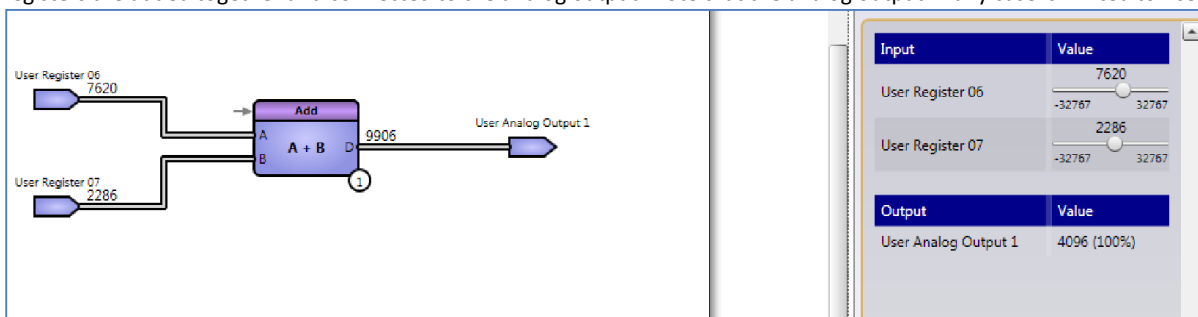 User Register 06
7620
Add
A
A + B
D
B
9906
User Analog Output 1
1
User Register 07
2286
Input Value
User Register 06
7620
-32767 32767
User Register 07
2286
-32767 32767
Output Value
User Analog Output 1 4096 (100%)